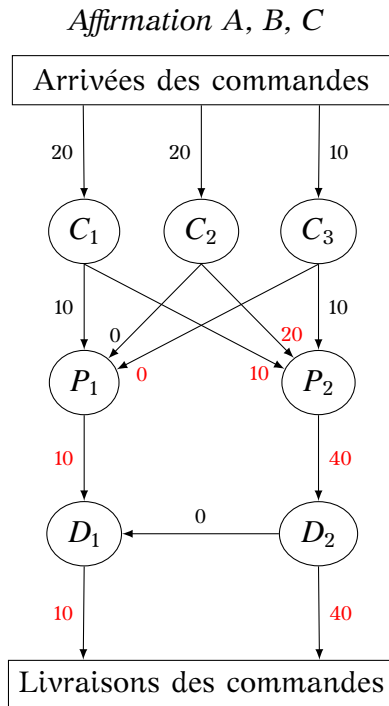 Affirmation A, B, C
Arrivées des commandes
20 20 10
C₁ C₂ C₃
10 0 20 10
0 10
P₁ P₂
10 40
0
D₁ D₂
10 40
Livraisons des commandes